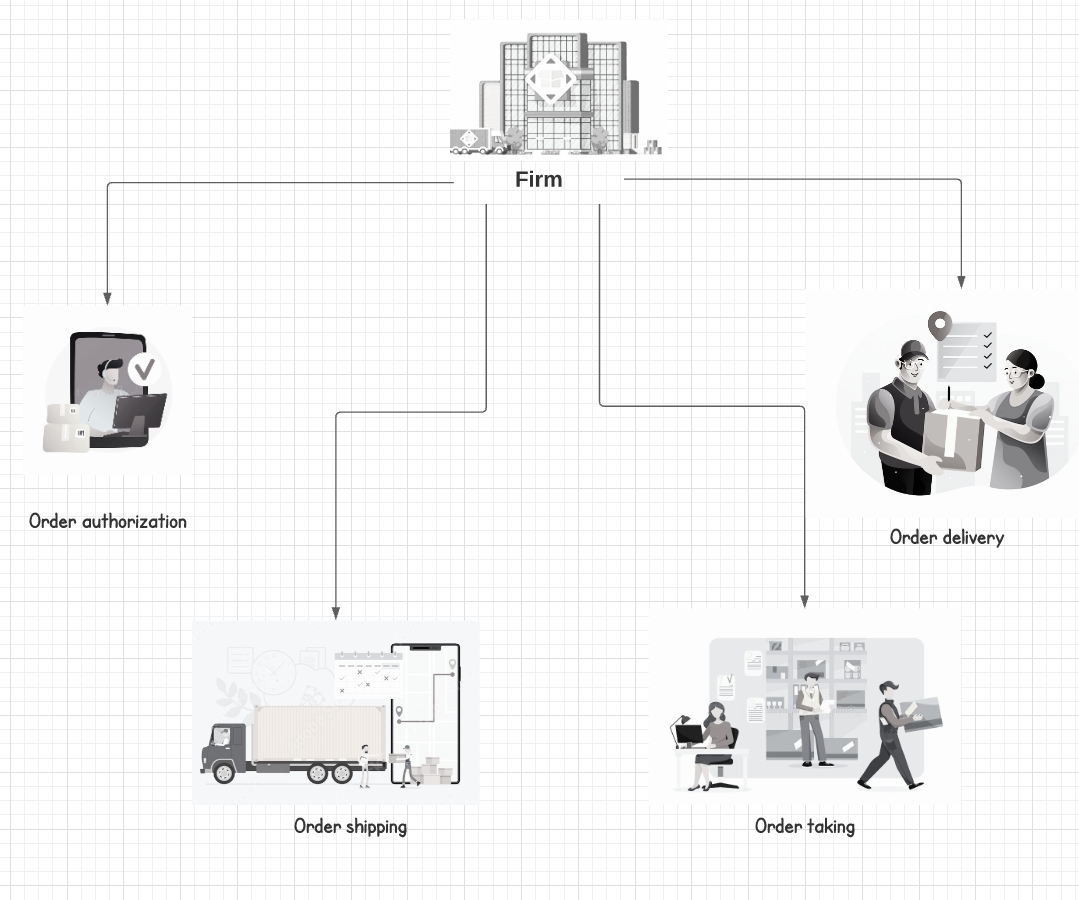 Firm
Order authorization
Order delivery
Order shipping
Order taking